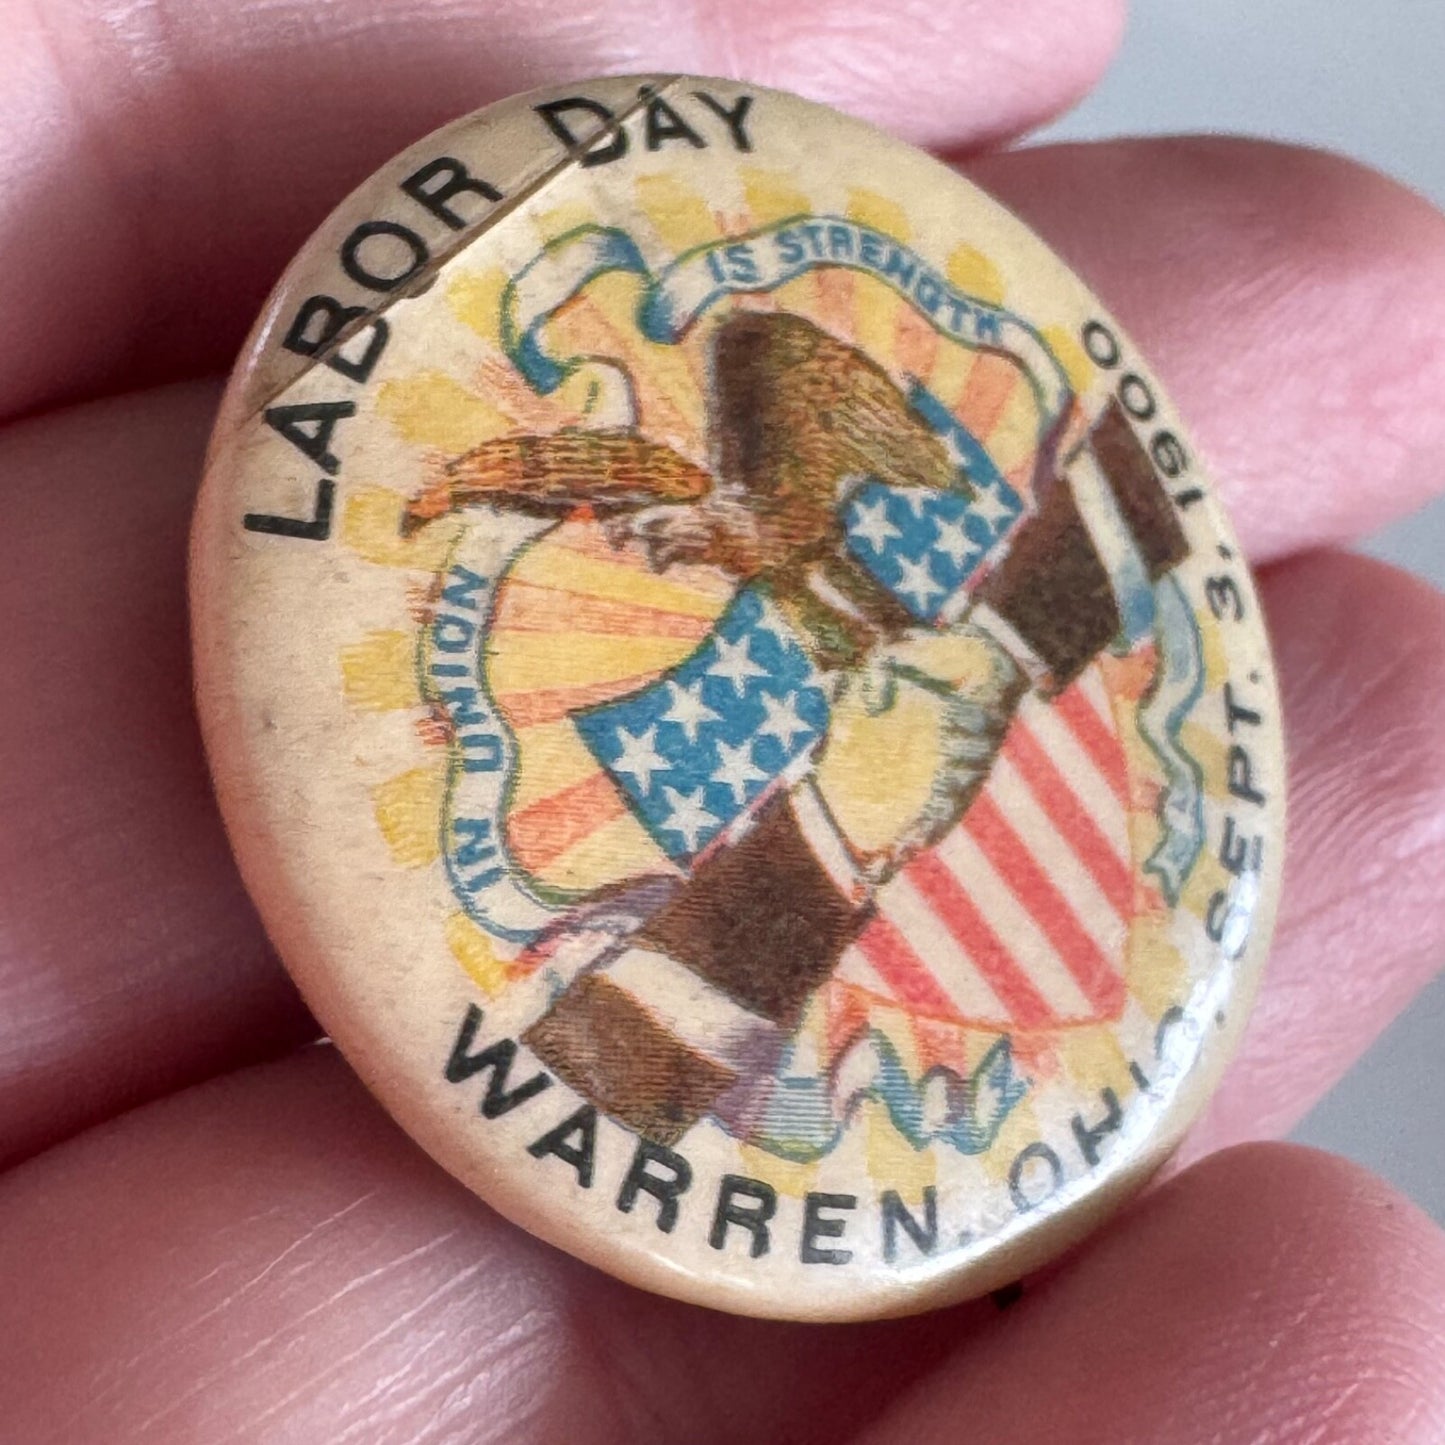 LABOR DAY
IN UNION IS STRENGTH
WARREN, OHIO, SEPT. 3, 1900